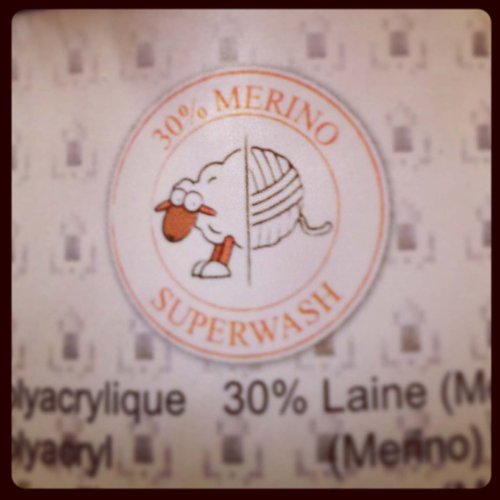 30% MERINO
SUPERWASH
lyacrylique 30% Laine (M
lyacryl (Merino)